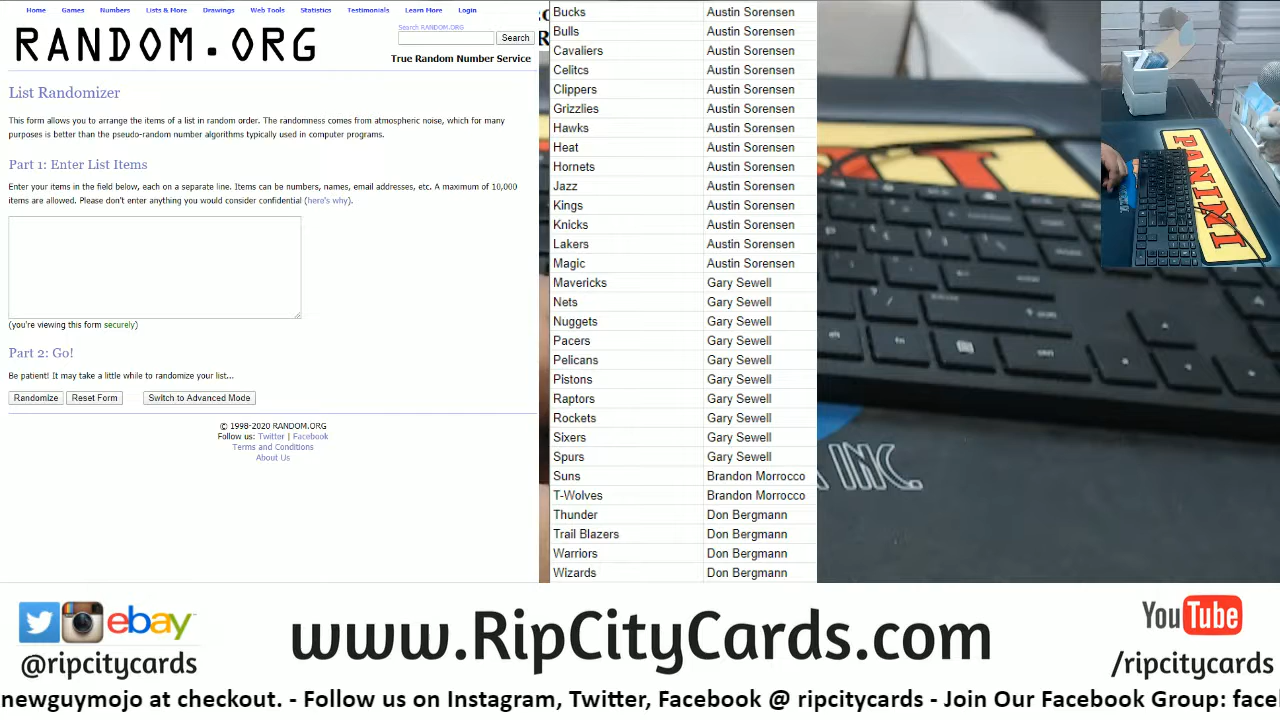 Home Games Numbers Lists & More Drawings Web Tools Statistics Testimonials Learn More Login
RANDOM.ORG
Search RANDOM.ORG
Search
True Random Number Service
List Randomizer
This form allows you to arrange the items of a list in random order. The randomness comes from atmospheric noise, which for many
purposes is better than the pseudo-random number algorithms typically used in computer programs.
Part 1: Enter List Items
Enter your items in the field below, each on a separate line. Items can be numbers, names, email addresses, etc. A maximum of 10,000
items are allowed. Please don't enter anything you would consider confidential (here's why).
(you're viewing this form securely)
Part 2: Go!
Be patient! It may take a little while to randomize your list...
Randomize Reset Form Switch to Advanced Mode
© 1998-2020 RANDOM.ORG
Follow us: Twitter | Facebook
Terms and Conditions
About Us
Bucks Austin Sorensen
Bulls Austin Sorensen
Cavaliers Austin Sorensen
Celitcs Austin Sorensen
Clippers Austin Sorensen
Grizzlies Austin Sorensen
Hawks Austin Sorensen
Heat Austin Sorensen
Hornets Austin Sorensen
Jazz Austin Sorensen
Kings Austin Sorensen
Knicks Austin Sorensen
Lakers Austin Sorensen
Magic Austin Sorensen
Mavericks Gary Sewell
Nets Gary Sewell
Nuggets Gary Sewell
Pacers Gary Sewell
Pelicans Gary Sewell
Pistons Gary Sewell
Raptors Gary Sewell
Rockets Gary Sewell
Sixers Gary Sewell
Spurs Gary Sewell
Suns Brandon Morrocco
T-Wolves Brandon Morrocco
Thunder Don Bergmann
Trail Blazers Don Bergmann
Warriors Don Bergmann
Wizards Don Bergmann
INC.
PANINI
ebay
@ripcitycards
www.RipCityCards.com
YouTube
/ripcitycards
newguymojo at checkout. - Follow us on Instagram, Twitter, Facebook @ ripcitycards - Join Our Facebook Group: face